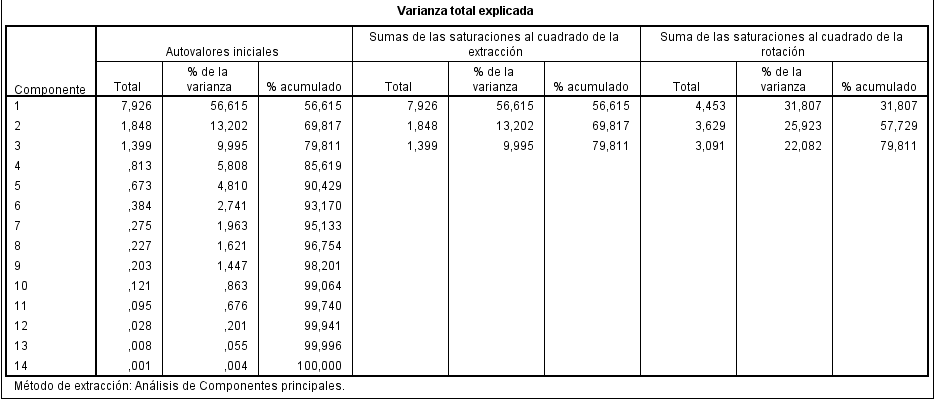 Varianza total explicada
Componente Autovalores iniciales Sumas de las saturaciones al cuadrado de la extracción Suma de las saturaciones al cuadrado de la rotación
Total % de la varianza % acumulado Total % de la varianza % acumulado Total % de la varianza % acumulado
1 7,926 56,615 56,615 7,926 56,615 56,615 4,453 31,807 31,807
2 1,848 13,202 69,817 1,848 13,202 69,817 3,629 25,923 57,729
3 1,399 9,995 79,811 1,399 9,995 79,811 3,091 22,082 79,811
4 ,813 5,808 85,619
5 ,673 4,810 90,429
6 ,384 2,741 93,170
7 ,275 1,963 95,133
8 ,227 1,621 96,754
9 ,203 1,447 98,201
10 ,121 ,863 99,064
11 ,095 ,676 99,740
12 ,028 ,201 99,941
13 ,008 ,055 99,996
14 ,001 ,004 100,000
Método de extracción: Análisis de Componentes principales.